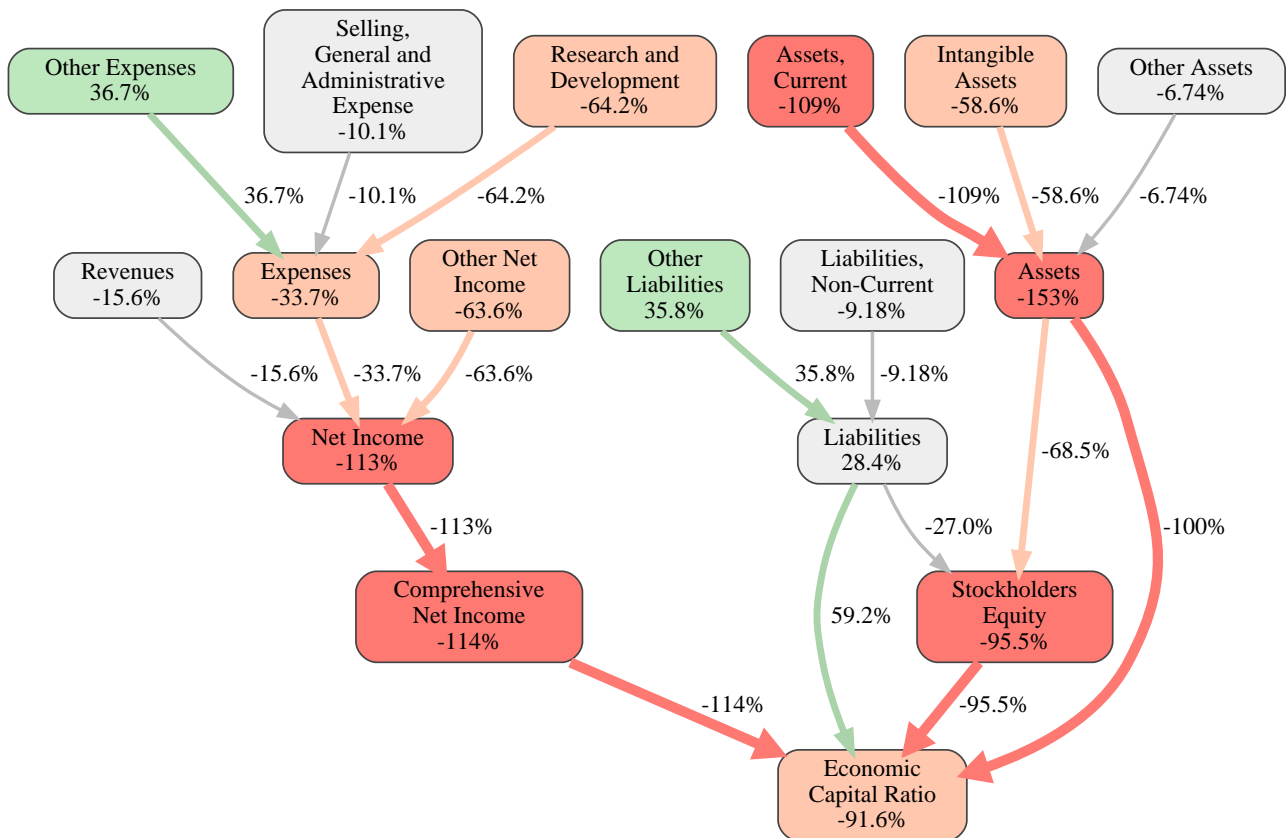 Other Expenses
36.7%
Selling,
General and
Administrative
Expense
-10.1%
Research and
Development
-64.2%
Assets,
Current
-109%
Intangible
Assets
-58.6%
Other Assets
-6.74%
36.7%
-10.1%
-64.2%
-109%
-58.6%
-6.74%
Revenues
-15.6%
Expenses
-33.7%
Other Net
Income
-63.6%
Other
Liabilities
35.8%
Liabilities,
Non-Current
-9.18%
Assets
-153%
-15.6%
-33.7%
-63.6%
35.8%
-9.18%
Net Income
-113%
Liabilities
28.4%
-68.5%
-113%
-27.0%
-100%
Comprehensive
Net Income
-114%
59.2%
Stockholders
Equity
-95.5%
-114%
-95.5%
Economic
Capital Ratio
-91.6%